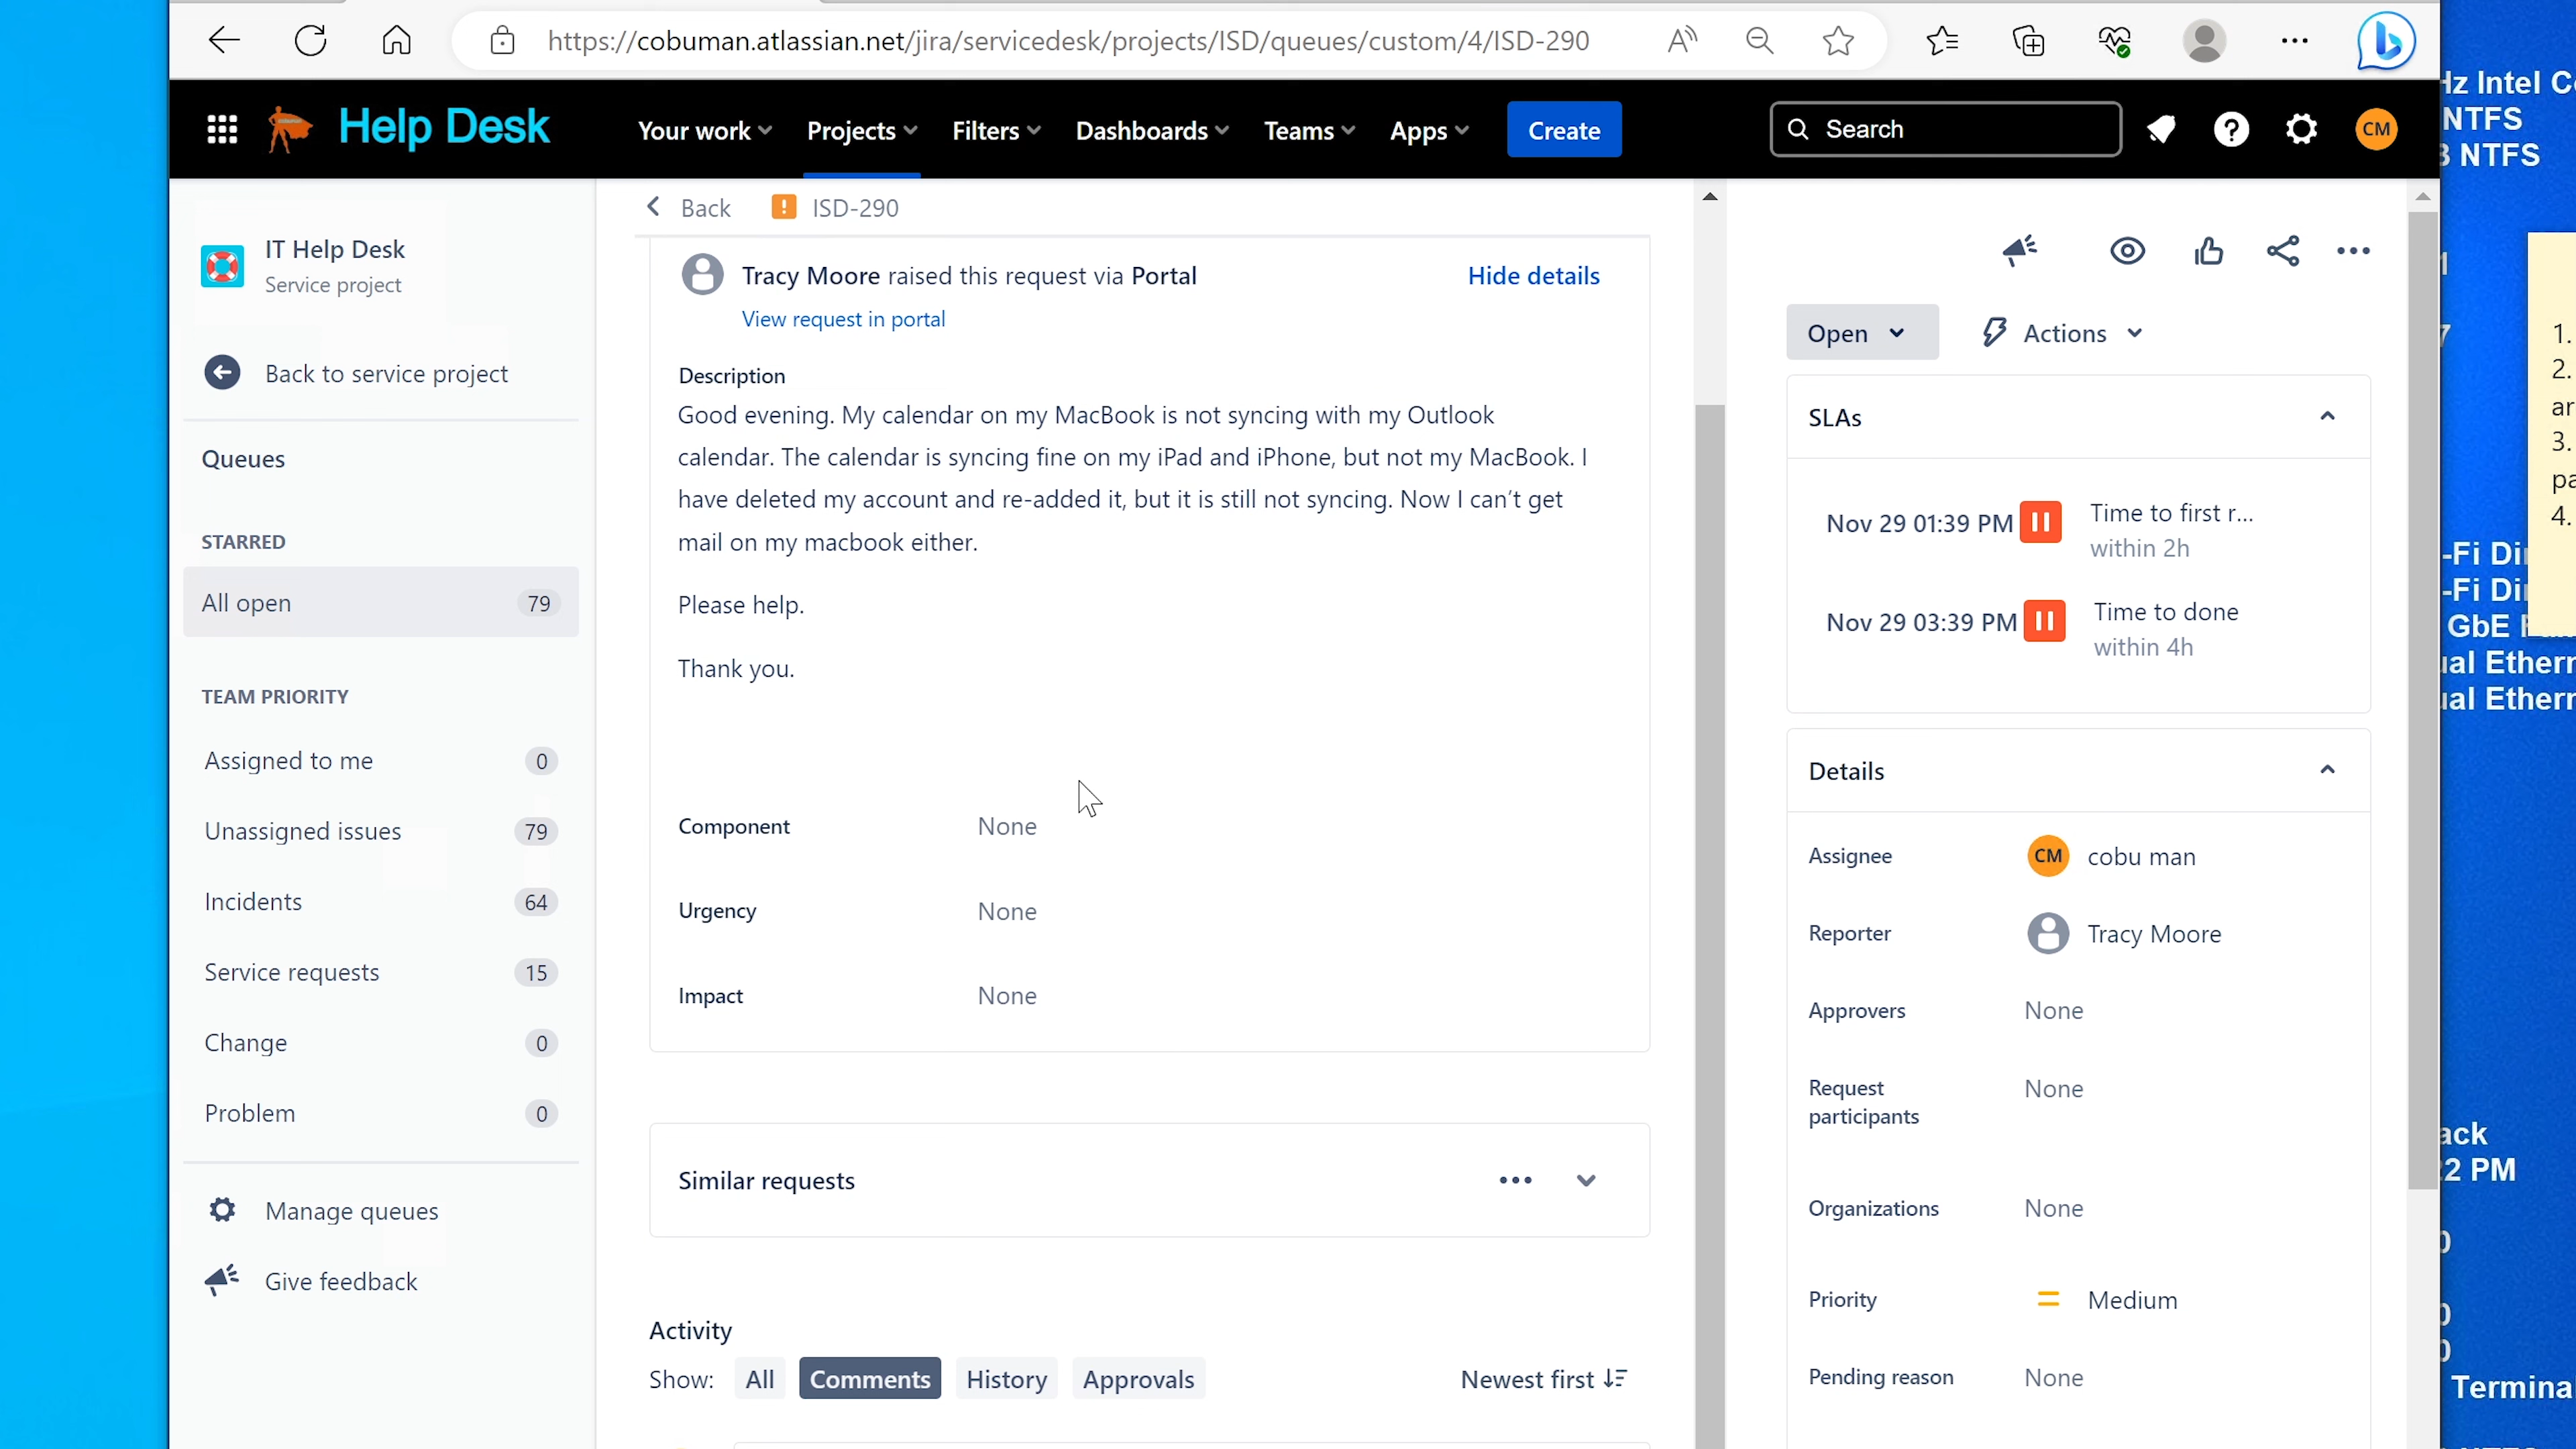 https://cobuman.atlassian.net/jira/servicedesk/projects/ISD/queues/custom/4/ISD-290
Help Desk
Your work
Projects
Filters
Dashboards
Teams
Apps
Create
Search
CM
IT Help Desk
Service project
Back to service project
Queues
STARRED
All open 79
TEAM PRIORITY
Assigned to me 0
Unassigned issues 79
Incidents 64
Service requests 15
Change 0
Problem 0
Manage queues
Give feedback
Back
ISD-290
Tracy Moore raised this request via Portal
Hide details
View request in portal
Description
Good evening. My calendar on my MacBook is not syncing with my Outlook
calendar. The calendar is syncing fine on my iPad and iPhone, but not my MacBook. I
have deleted my account and re-added it, but it is still not syncing. Now I can't get
mail on my macbook either.
Please help.
Thank you.
Component None
Urgency None
Impact None
Similar requests
Activity
Show: All Comments History Approvals
Newest first
Open
Actions
SLAs
Nov 29 01:39 PM Time to first r...
within 2h
Nov 29 03:39 PM Time to done
within 4h
Details
Assignee CM cobu man
Reporter Tracy Moore
Approvers None
Request None
participants
Organizations None
Priority Medium
Pending reason None
Hz Intel
NTFS
NTFS
1.
2.
3.
4.
-Fi
-Fi
GbE
2 PM